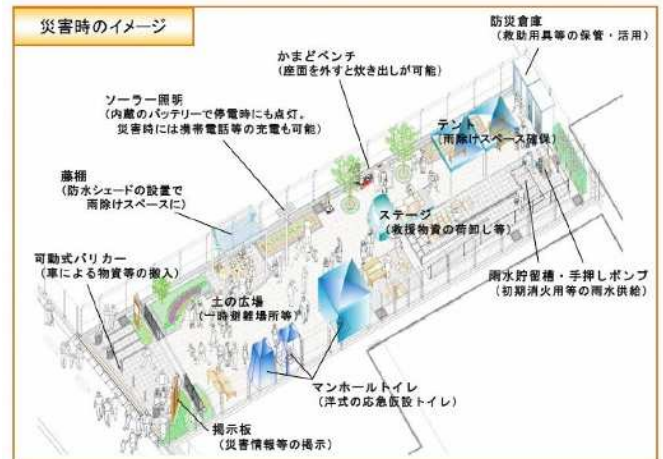 災害時のイメージ
防災倉庫
(救助用具等の保管・活用)
かまどベンチ
(座面を外すと炊き出しが可能)
ソーラー照明
(内蔵のバッテリーで停電時にも点灯。
災害時には携帯電話等の充電も可能)
テント
(雨除けスペース確保)
藤棚
(防水シェードの設置で
雨除けスペースに)
ステージ
(救援物資の荷卸し等)
可動式バリカー
(車による物資等の搬入)
雨水貯留槽・手押しポンプ
(初期消火用等の雨水供給)
土の広場
(一時避難場所等)
マンホールトイレ
(洋式の応急仮設トイレ)
掲示板
(災害情報等の掲示)